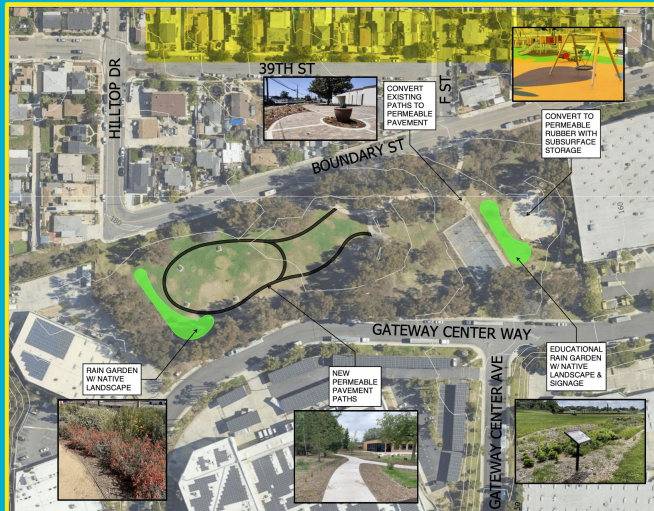 39TH ST
HILLTOP DR
F ST
CONVERT
EXISTING
PATHS TO
PERMEABLE
PAVEMENT
CONVERT TO
PERMEABLE
RUBBER WITH
SUBSURFACE
STORAGE
BOUNDARY ST
160
160
GATEWAY CENTER WAY
RAIN GARDEN
W/ NATIVE
LANDSCAPE
NEW
PERMEABLE
PAVEMENT
PATHS
GATEWAY CENTER AVE
EDUCATIONAL
RAIN GARDEN
W/ NATIVE
LANDSCAPE &
SIGNAGE